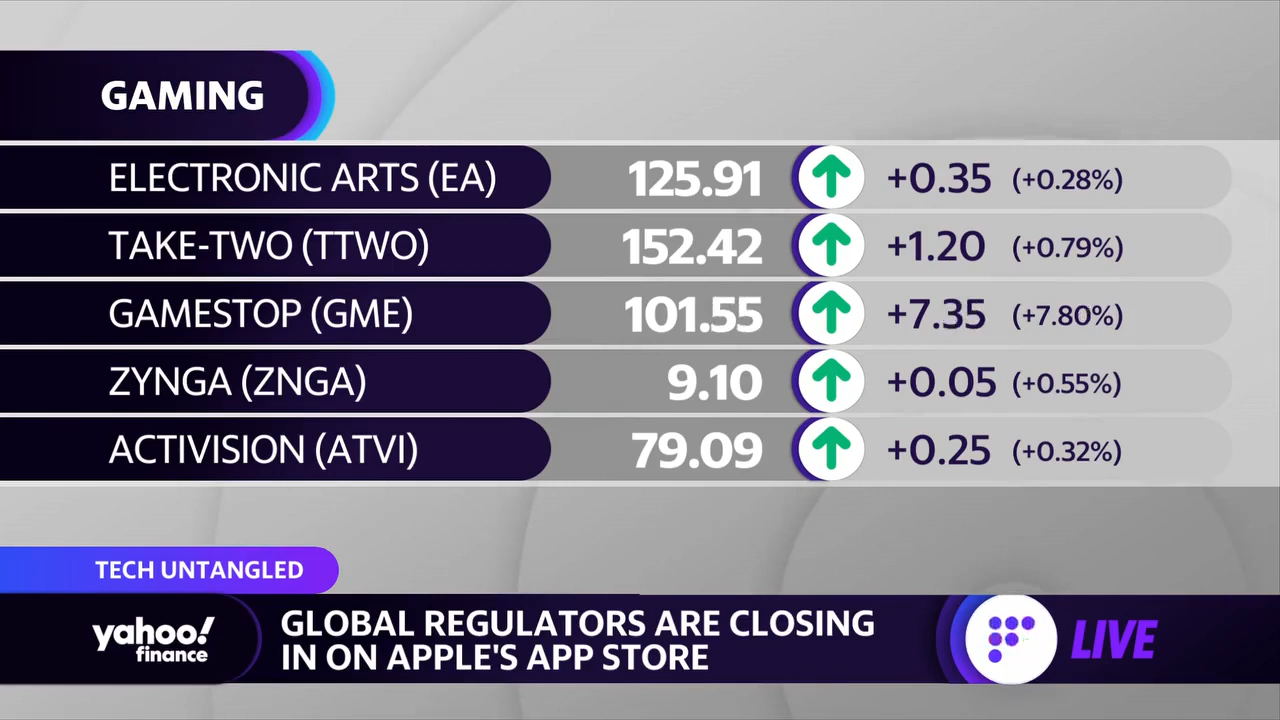 GAMING
ELECTRONIC ARTS (EA) 125.91 +0.35 (+0.28%)
TAKE-TWO (TTWO) 152.42 +1.20 (+0.79%)
GAMESTOP (GME) 101.55 +7.35 (+7.80%)
ZYNGA (ZNGA) 9.10 +0.05 (+0.55%)
ACTIVISION (ATVI) 79.09 +0.25 (+0.32%)
TECH UNTANGLED
yahoo!
finance
GLOBAL REGULATORS ARE CLOSING
IN ON APPLE'S APP STORE
LIVE